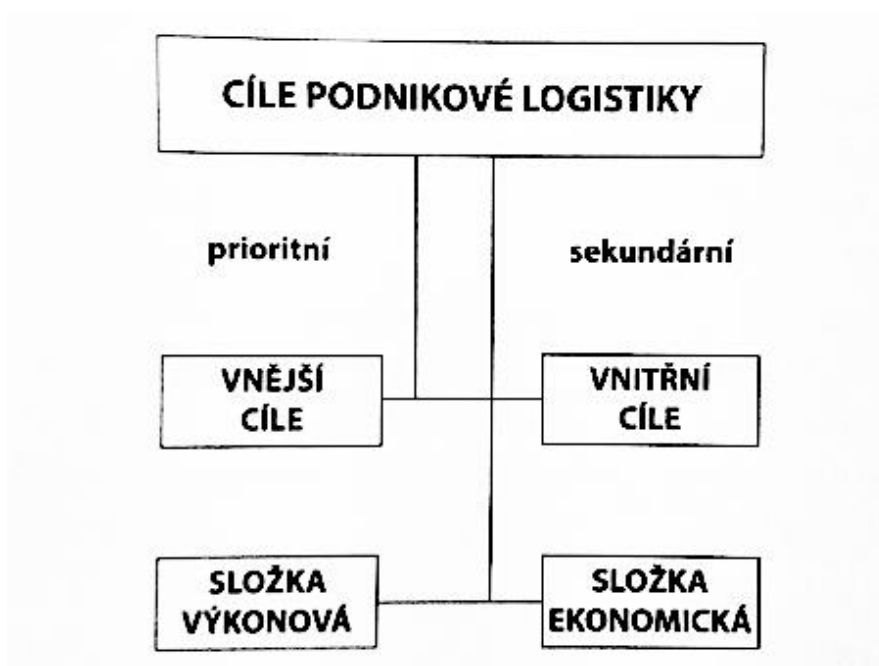 CÍLE PODNIKOVÉ LOGISTIKY
prioritní
sekundární
VNĚJŠÍ
CÍLE
VNITŘNÍ
CÍLE
SLOŽKA
VÝKONOVÁ
SLOŽKA
EKONOMICKÁ